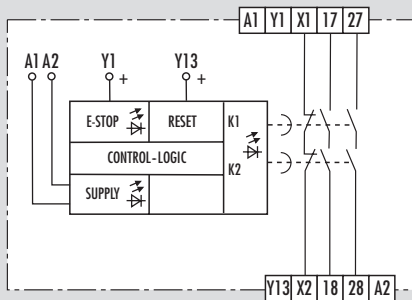 A1 Y1 X1 17 27
A1 A2 Y1 Y13
+ +
E-STOP RESET K1
CONTROL-LOGIC
K2
SUPPLY
Y13 X2 18 28 A2